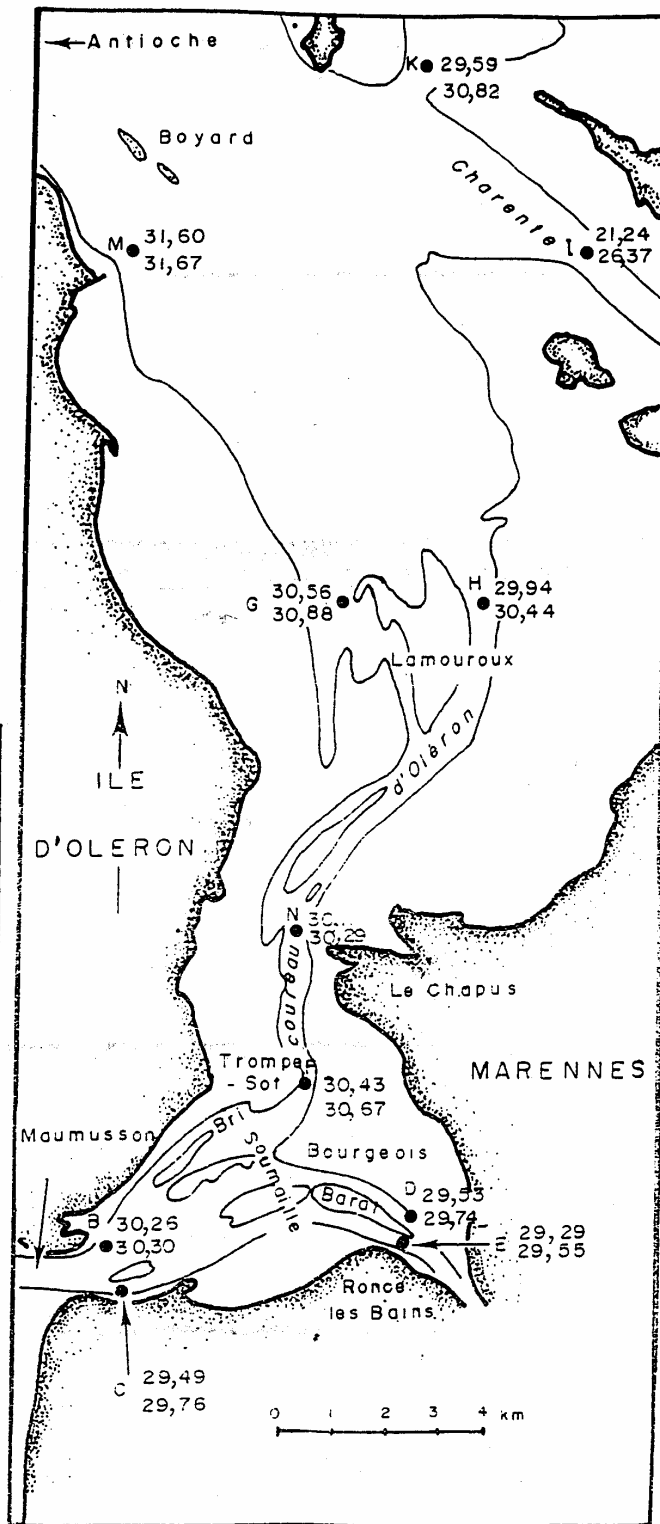 Antioche
K 29,59
30,82
Boyard
Charente
M 31,60
31,67
I 21,24
26,37
G 30,56
30,88
H 29,94
30,44
Lamouroux
N
ILE
D'OLERON
d'Oléron
N 30
30,29
coureau
Le Chapus
MARENNES
Trompe
- Sot
30,43
30,67
Maumusson
Bri
Soumaille
Bourgeois
Barat
D 29,53
29,74
B 30,26
30,30
E 29,29
29,55
Ronce
les Bains
C 29,49
29,76
0 1 2 3 4 km